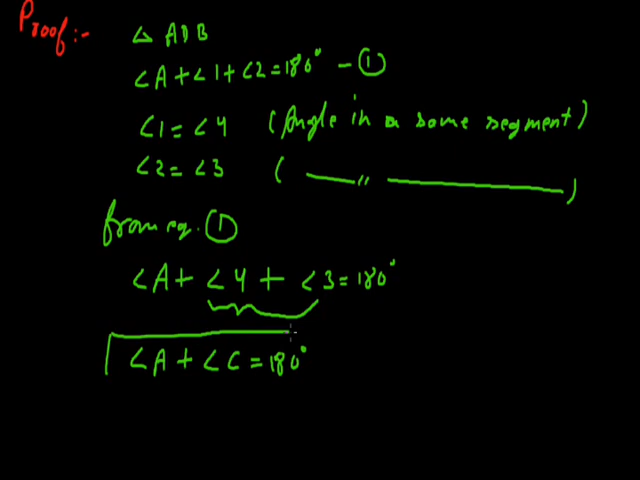 Proof:-
△ ADB
∠A+∠1+∠2=180° - ①
∠1=∠4 (Angle in a same segment)
∠2=∠3 ( —— " —— )
from eq. ①
∠A+∠4+∠3=180°
∠A+∠C=180°